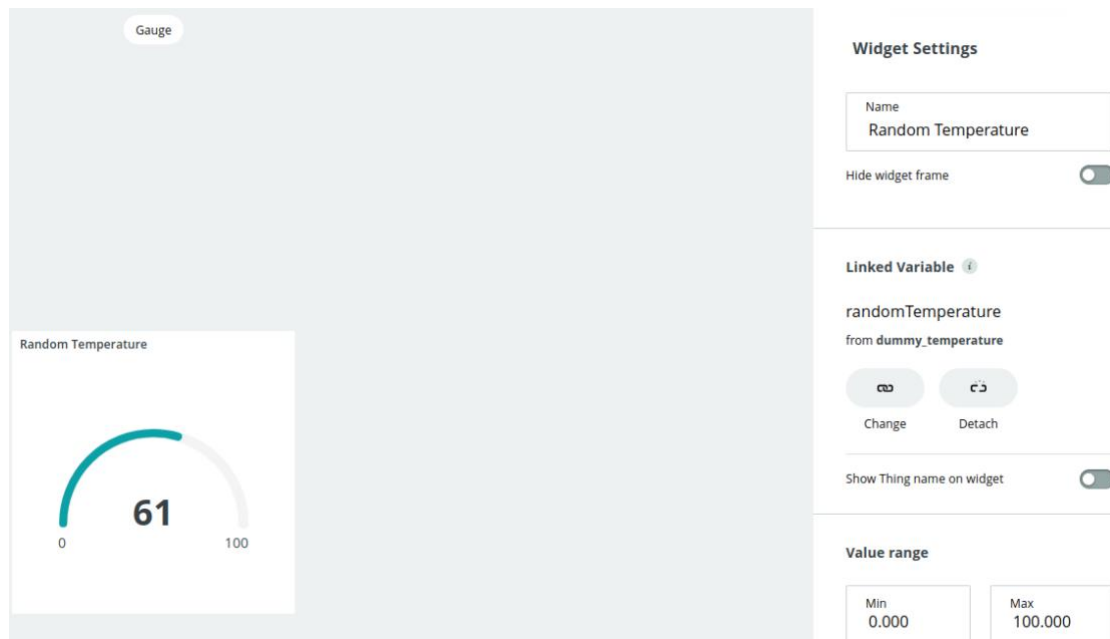 Gauge
Random Temperature
61
0 100
Widget Settings
Name
Random Temperature
Hide widget frame
Linked Variable i
randomTemperature
from dummy_temperature
Change Detach
Show Thing name on widget
Value range
Min Max
0.000 100.000